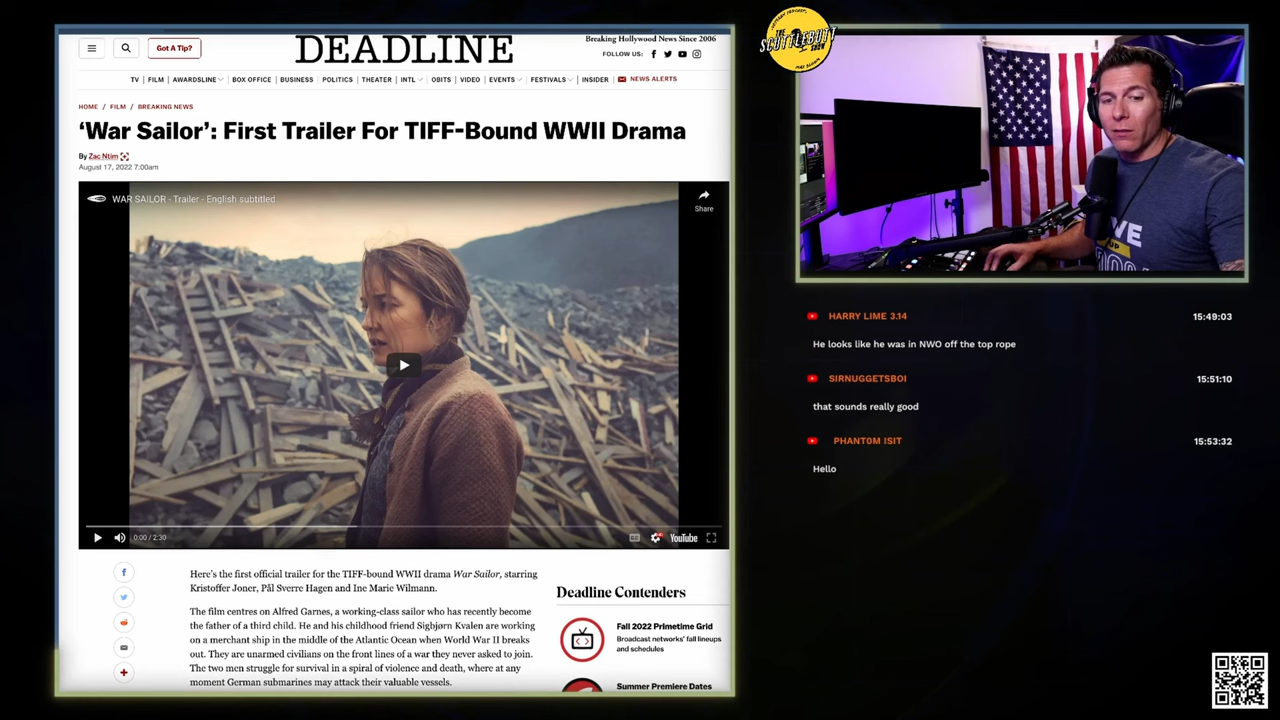 Got A Tip?
DEADLINE
Breaking Hollywood News Since 2006
FOLLOW US:
TV | FILM | AWARDSLINE | BOX OFFICE | BUSINESS | POLITICS | THEATER | INTL | OBITS | VIDEO | EVENTS | FESTIVALS | INSIDER | NEWS ALERTS
HOME / FILM / BREAKING NEWS
‘War Sailor’: First Trailer For TIFF-Bound WWII Drama
By Zac Ntim
August 17, 2022 7:00am
WAR SAILOR - Trailer - English subtitled
Share
0:00 / 2:30
YouTube
Here’s the first official trailer for the TIFF-bound WWII drama War Sailor, starring
Kristoffer Joner, Pål Sverre Hagen and Ine Marie Wilmann.
The film centres on Alfred Garnes, a working-class sailor who has recently become
the father of a third child. He and his childhood friend Sigbjørn Kvalen are working
on a merchant ship in the middle of the Atlantic Ocean when World War II breaks
out. They are unarmed civilians on the front lines of a war they never asked to join.
The two men struggle for survival in a spiral of violence and death, where at any
moment German submarines may attack their valuable vessels.
Deadline Contenders
Fall 2022 Primetime Grid
Broadcast networks’ fall lineups
and schedules
Summer Premiere Dates
THE
SCUTTLEBUTT
SHOW
HARRY LIME 3.14
15:49:03
He looks like he was in NWO off the top rope
SIRNUGGETSBOI
15:51:10
that sounds really good
PHANT0M ISIT
15:53:32
Hello